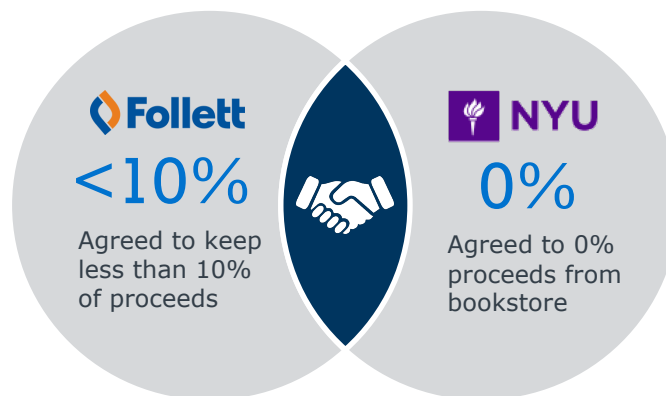 Follett
<10%
Agreed to keep
less than 10%
of proceeds
NYU
0%
Agreed to 0%
proceeds from
bookstore